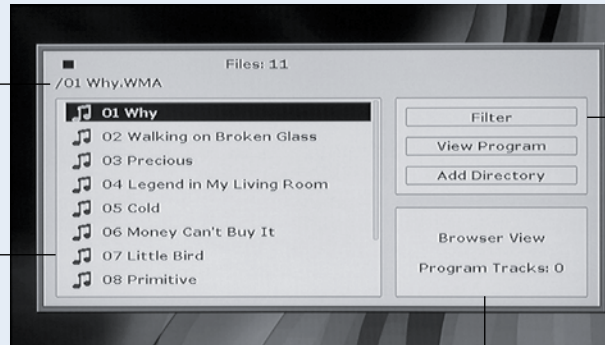 Files: 11
/01 Why.WMA
01 Why
02 Walking on Broken Glass
03 Precious
04 Legend in My Living Room
05 Cold
06 Money Can't Buy It
07 Little Bird
08 Primitive
Filter
View Program
Add Directory
Browser View
Program Tracks: 0